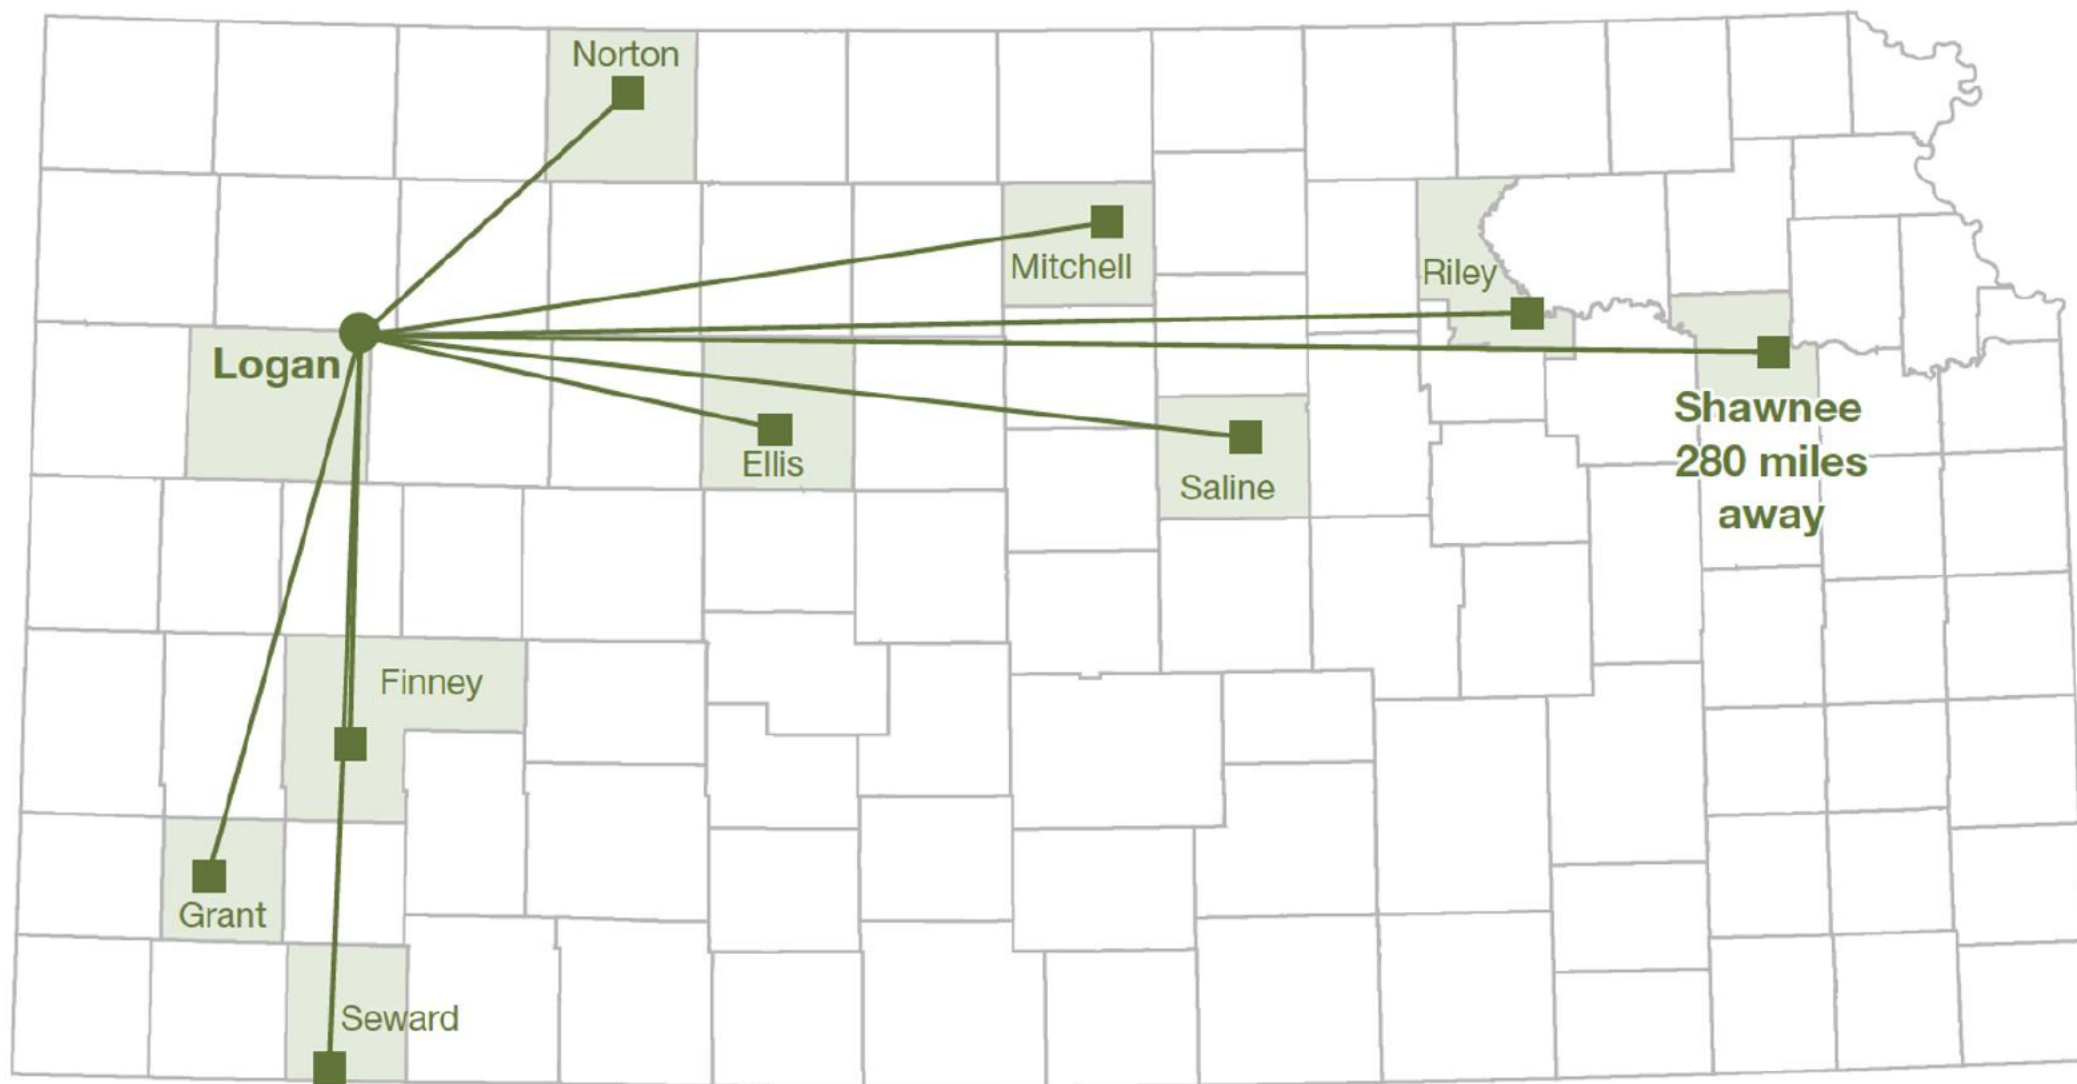 Norton
Mitchell
Riley
Logan
Shawnee
280 miles
away
Ellis
Saline
Finney
Grant
Seward